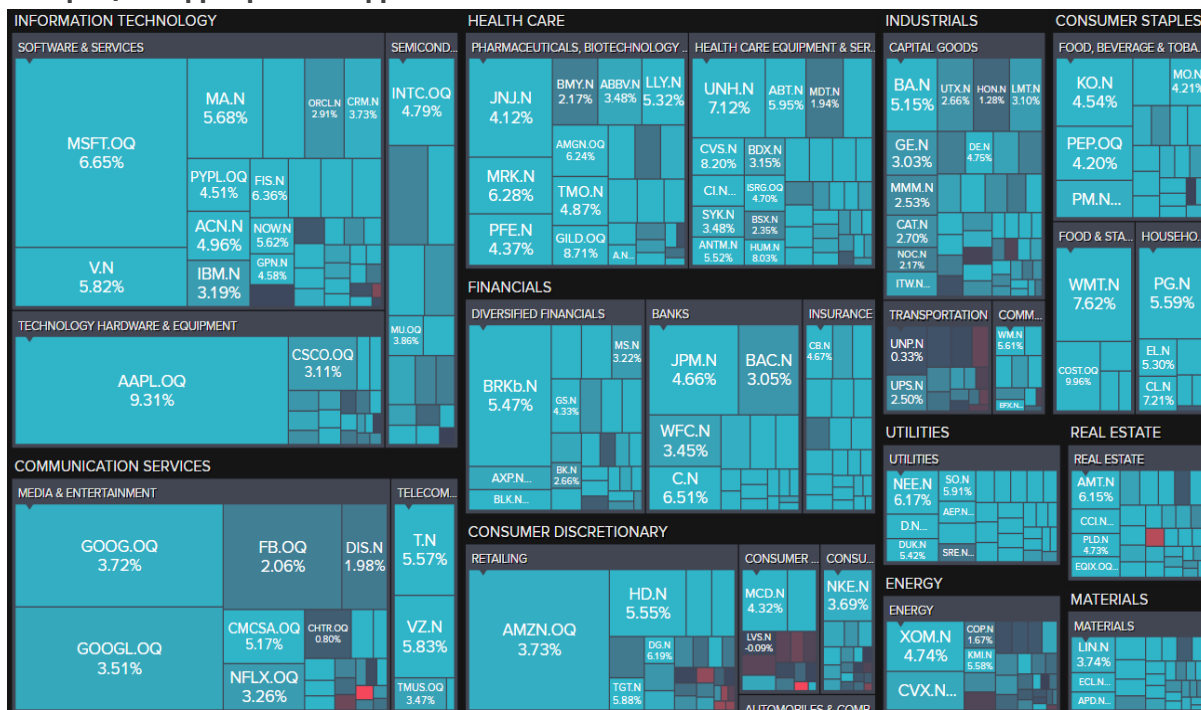 INFORMATION TECHNOLOGY
SOFTWARE & SERVICES
MSFT.OQ
6.65%
V.N
5.82%
MA.N
5.68%
ORCL.N
2.91%
CRM.N
3.73%
PYPL.OQ
4.51%
FIS.N
6.36%
ACN.N
4.96%
NOW.N
5.62%
IBM.N
3.19%
GPN.N
4.58%
SEMICOND...
INTC.OQ
4.79%
MU.OQ
3.86%
TECHNOLOGY HARDWARE & EQUIPMENT
AAPL.OQ
9.31%
CSCO.OQ
3.11%
COMMUNICATION SERVICES
MEDIA & ENTERTAINMENT
GOOG.OQ
3.72%
GOOGL.OQ
3.51%
FB.OQ
2.06%
DIS.N
1.98%
CMCSA.OQ
5.17%
CHTR.OQ
0.80%
NFLX.OQ
3.26%
TELECOM...
T.N
5.57%
VZ.N
5.83%
TMUS.OQ
3.47%
HEALTH CARE
PHARMACEUTICALS, BIOTECHNOLOGY ...
JNJ.N
4.12%
MRK.N
6.28%
PFE.N
4.37%
BMY.N
2.17%
ABBV.N
3.48%
LLY.N
5.32%
AMGN.OQ
6.24%
TMO.N
4.87%
GILD.OQ
8.71%
A.N...
HEALTH CARE EQUIPMENT & SER...
UNH.N
7.12%
ABT.N
5.95%
MDT.N
1.94%
CVS.N
8.20%
BDX.N
3.15%
CI.N...
ISRG.OQ
4.70%
SYK.N
3.48%
BSX.N
2.35%
ANTM.N
5.52%
HUM.N
8.03%
FINANCIALS
DIVERSIFIED FINANCIALS
BRKb.N
5.47%
AXP.N...
BLK.N...
MS.N
3.22%
GS.N
4.33%
BK.N
2.66%
BANKS
JPM.N
4.66%
BAC.N
3.05%
WFC.N
3.45%
C.N
6.51%
INSURANCE
CB.N
4.67%
CONSUMER DISCRETIONARY
RETAILING
AMZN.OQ
3.73%
HD.N
5.55%
DG.N
6.19%
TGT.N
5.88%
CONSUMER ...
MCD.N
4.32%
LVS.N
-0.09%
CONSU...
NKE.N
3.69%
INDUSTRIALS
CAPITAL GOODS
BA.N
5.15%
UTX.N
2.66%
HON.N
1.28%
LMT.N
3.10%
GE.N
3.03%
DE.N
4.75%
MMM.N
2.53%
CAT.N
2.70%
NOC.N
2.17%
ITW.N...
TRANSPORTATION
UNP.N
0.33%
UPS.N
2.50%
COMM...
WM.N
5.61%
EFX.N...
UTILITIES
UTILITIES
NEE.N
6.17%
SO.N
5.91%
D.N...
AEP.N...
DUK.N
5.42%
SRE.N...
ENERGY
ENERGY
XOM.N
4.74%
COP.N
1.67%
KMI.N
5.58%
CVX.N...
CONSUMER STAPLES
FOOD, BEVERAGE & TOBA...
KO.N
4.54%
MO.N
4.21%
PEP.OQ
4.20%
PM.N...
FOOD & STA...
WMT.N
7.62%
COST.OQ
9.96%
HOUSEHO...
PG.N
5.59%
EL.N
5.30%
CL.N
7.21%
REAL ESTATE
REAL ESTATE
AMT.N
6.15%
CCI.N...
PLD.N
4.73%
EQIX.OQ...
MATERIALS
MATERIALS
LIN.N
3.74%
ECL.N...
APD.N...